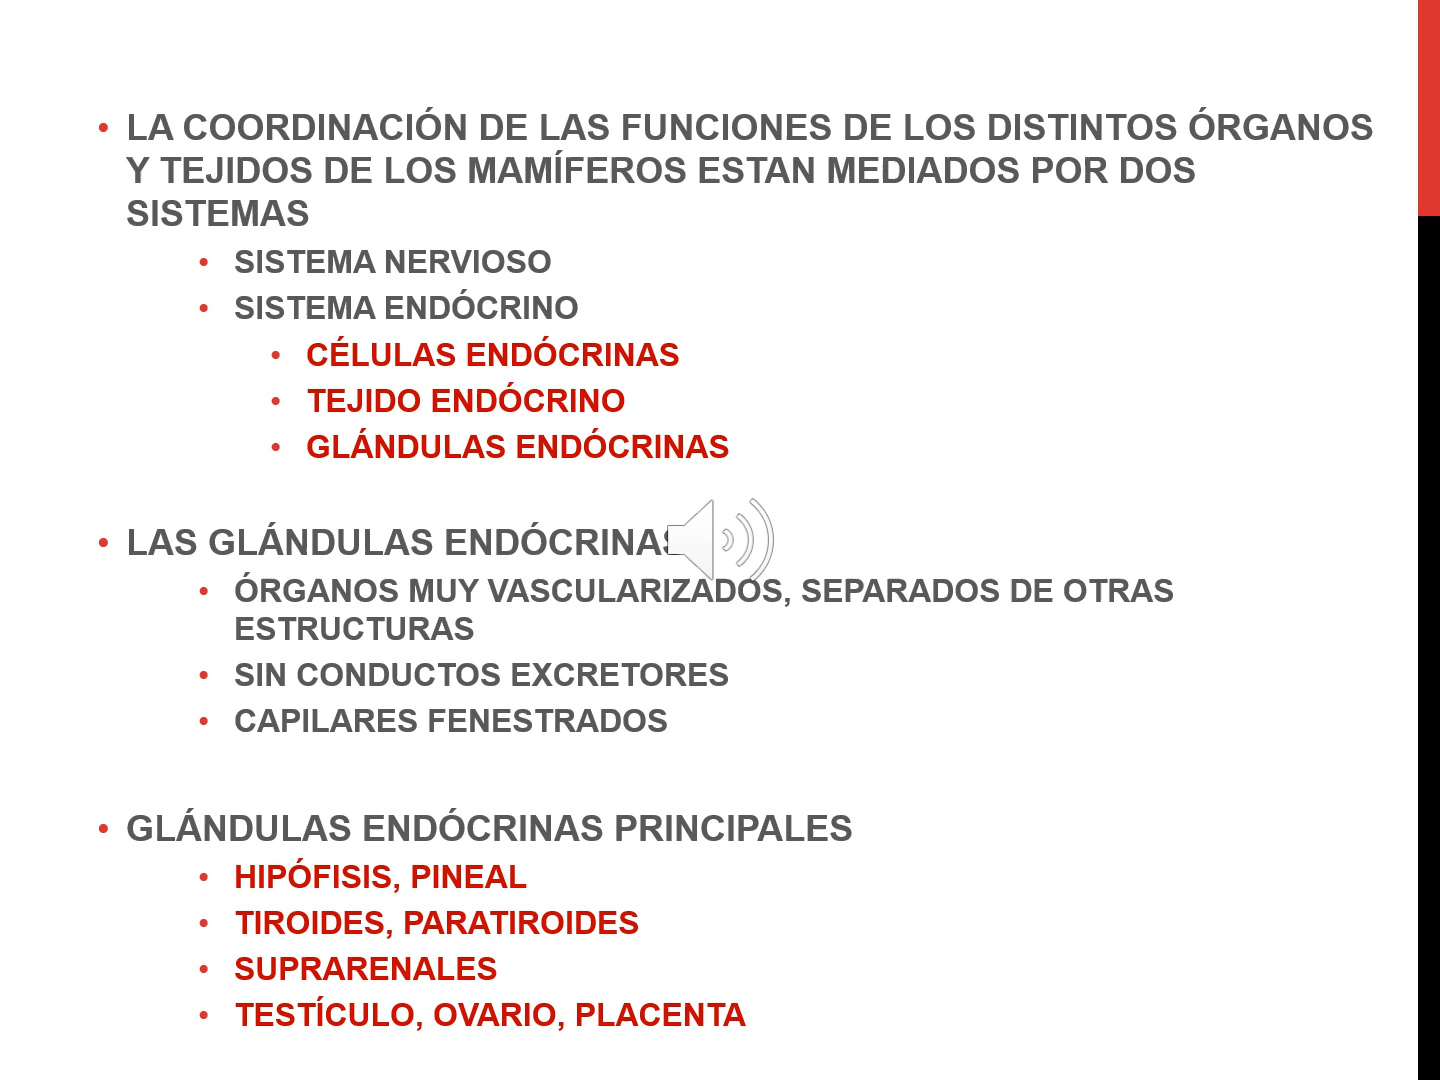 • LA COORDINACIÓN DE LAS FUNCIONES DE LOS DISTINTOS ÓRGANOS
Y TEJIDOS DE LOS MAMÍFEROS ESTAN MEDIADOS POR DOS
SISTEMAS
• SISTEMA NERVIOSO
• SISTEMA ENDÓCRINO
• CÉLULAS ENDÓCRINAS
• TEJIDO ENDÓCRINO
• GLÁNDULAS ENDÓCRINAS
• LAS GLÁNDULAS ENDÓCRINAS
• ÓRGANOS MUY VASCULARIZADOS, SEPARADOS DE OTRAS
ESTRUCTURAS
• SIN CONDUCTOS EXCRETORES
• CAPILARES FENESTRADOS
• GLÁNDULAS ENDÓCRINAS PRINCIPALES
• HIPÓFISIS, PINEAL
• TIROIDES, PARATIROIDES
• SUPRARENALES
• TESTÍCULO, OVARIO, PLACENTA